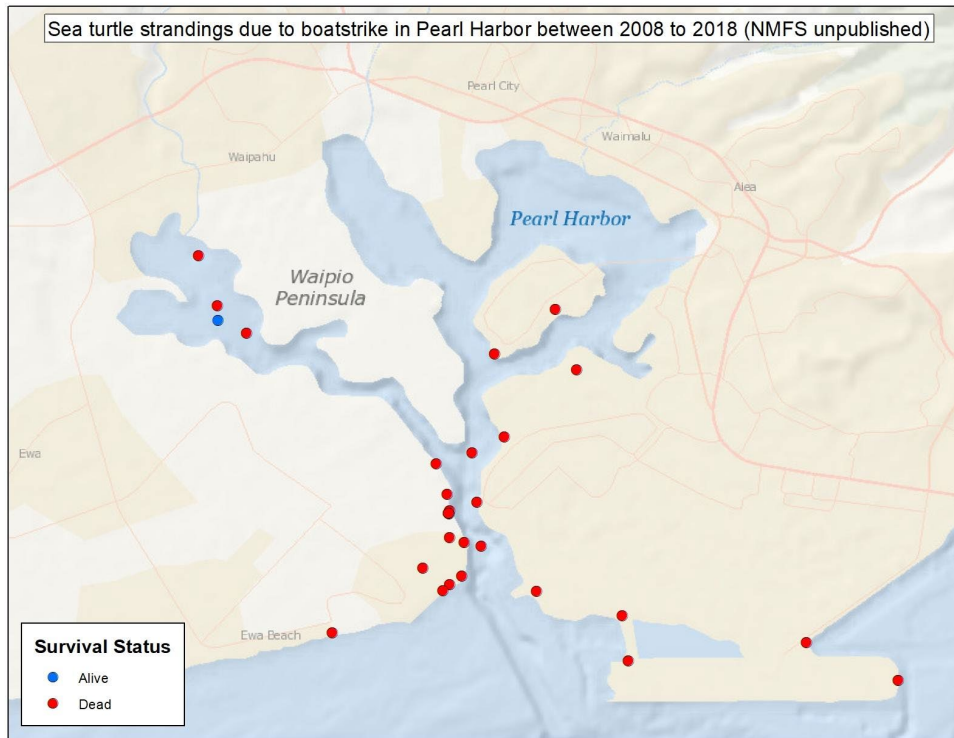 Sea turtle strandings due to boatstrike in Pearl Harbor between 2008 to 2018 (NMFS unpublished)
Pearl City
Waimalu
Waipahu
Aiea
Pearl Harbor
Waipio
Peninsula
Ewa
Ewa Beach
Survival Status
Alive
Dead